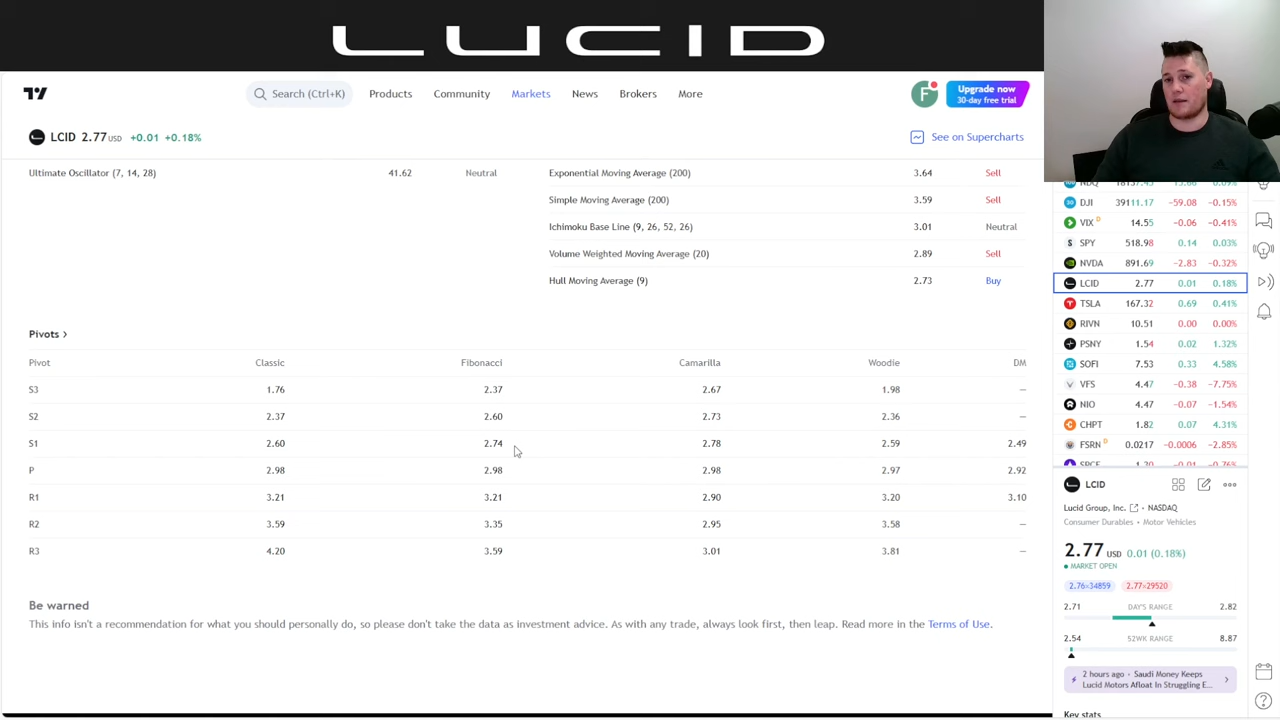 LUCID
Search (Ctrl+K)
Products
Community
Markets
News
Brokers
More
F
Upgrade now
30-day free trial
LCID 2.77 USD +0.01 +0.18%
See on Supercharts
Ultimate Oscillator (7, 14, 28) 41.62 Neutral
Exponential Moving Average (200) 3.64 Sell
Simple Moving Average (200) 3.59 Sell
Ichimoku Base Line (9, 26, 52, 26) 3.01 Neutral
Volume Weighted Moving Average (20) 2.89 Sell
Hull Moving Average (9) 2.73 Buy
Pivots >
Pivot Classic Fibonacci Camarilla Woodie DM
S3 1.76 2.37 2.67 1.98 —
S2 2.37 2.60 2.73 2.36 —
S1 2.60 2.74 2.78 2.59 2.49
P 2.98 2.98 2.98 2.97 2.92
R1 3.21 3.21 2.90 3.20 3.10
R2 3.59 3.35 2.95 3.58 —
R3 4.20 3.59 3.01 3.81 —
Be warned
This info isn't a recommendation for what you should personally do, so please don't take the data as investment advice. As with any trade, always look first, then leap. Read more in the Terms of Use.
DJI 39111.17 −59.08 −0.15%
VIX D 14.55 −0.06 −0.41%
SPY 518.98 0.14 0.03%
NVDA 891.69 −2.83 −0.32%
LCID 2.77 0.01 0.18%
TSLA 167.32 0.69 0.41%
RIVN 10.51 0.00 0.00%
PSNY 1.54 0.02 1.32%
SOFI 7.53 0.33 4.58%
VFS 4.47 −0.38 −7.75%
NIO 4.47 −0.07 −1.54%
CHPT 1.82 0.07 4.31%
FSRN D 0.0217 −0.0006 −2.85%
LCID
Lucid Group, Inc. • NASDAQ
Consumer Durables • Motor Vehicles
2.77 USD 0.01 (0.18%)
MARKET OPEN
2.76×34859 2.77×29520
2.71 DAY'S RANGE 2.82
2.54 52WK RANGE 8.87
2 hours ago • Saudi Money Keeps
Lucid Motors Afloat In Struggling E...
Key stats